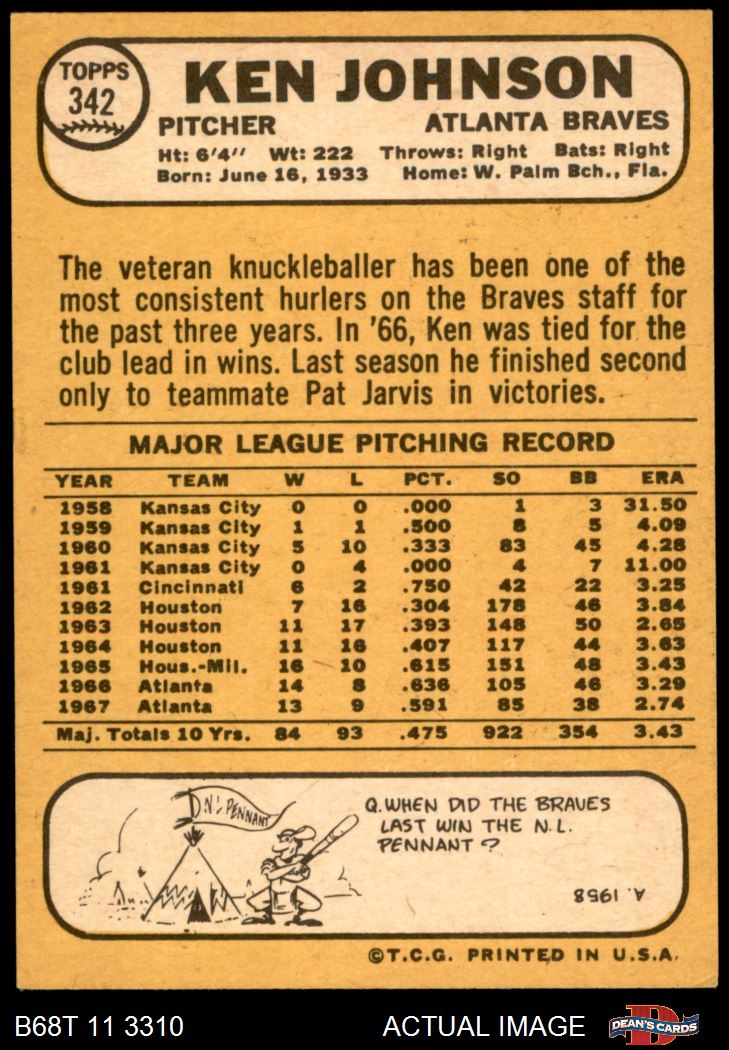 TOPPS
342
KEN JOHNSON
PITCHER ATLANTA BRAVES
Ht: 6'4" Wt: 222 Throws: Right Bats: Right
Born: June 16, 1933 Home: W. Palm Bch., Fla.
The veteran knuckleballer has been one of the
most consistent hurlers on the Braves staff for
the past three years. In '66, Ken was tied for the
club lead in wins. Last season he finished second
only to teammate Pat Jarvis in victories.
MAJOR LEAGUE PITCHING RECORD
YEAR TEAM W L PCT. SO BB ERA
1958 Kansas City 0 0 .000 1 3 31.50
1959 Kansas City 1 1 .500 8 5 4.09
1960 Kansas City 5 10 .333 83 45 4.28
1961 Kansas City 0 4 .000 4 7 11.00
1961 Cincinnati 6 2 .750 42 22 3.25
1962 Houston 7 16 .304 178 46 3.84
1963 Houston 11 17 .393 148 50 2.65
1964 Houston 11 16 .407 117 44 3.63
1965 Hous.-Mil. 16 10 .615 151 48 3.43
1966 Atlanta 14 8 .636 105 46 3.29
1967 Atlanta 13 9 .591 85 38 2.74
Maj. Totals 10 Yrs. 84 93 .475 922 354 3.43
N.L. PENNANT
Q. WHEN DID THE BRAVES
LAST WIN THE N.L.
PENNANT?
A. 1958
©T.C.G. PRINTED IN U.S.A.
B68T 11 3310 ACTUAL IMAGE D DEAN'S CARDS